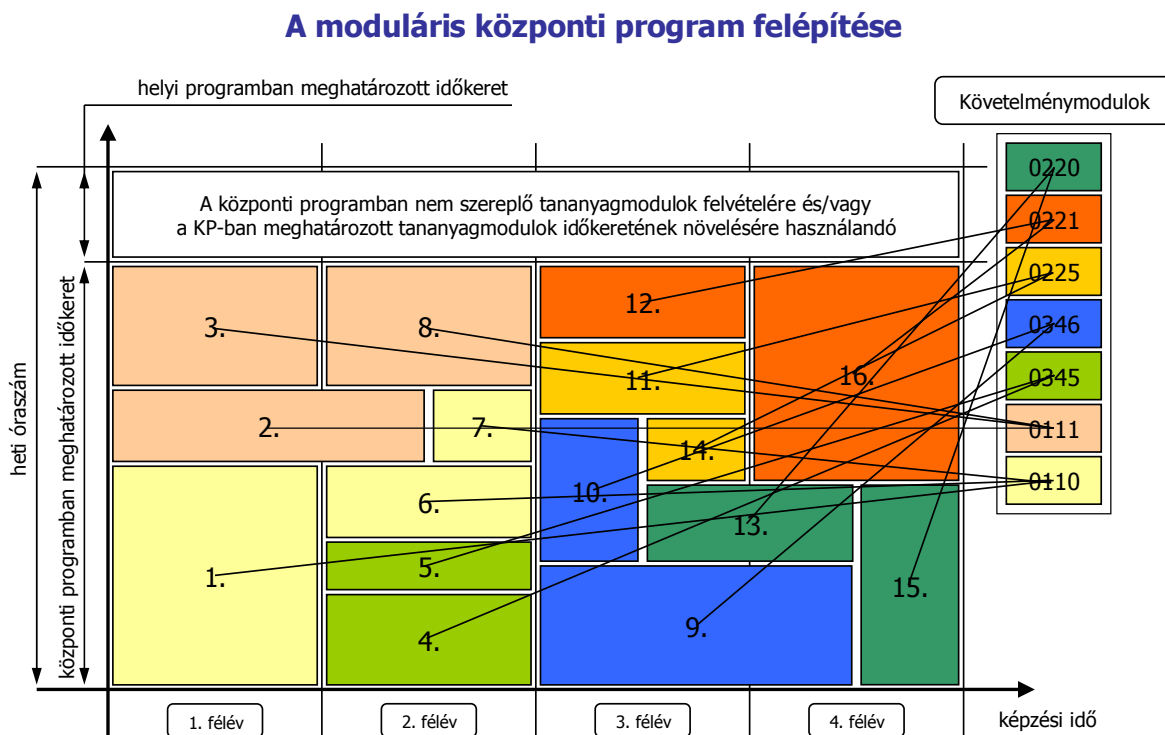 A moduláris központi program felépítése
helyi programban meghatározott időkeret
Követelménymodulok
A központi programban nem szereplő tananyagmodulok felvételére és/vagy
a KP-ban meghatározott tananyagmodulok időkeretének növelésére használandó
heti óraszám
központi programban meghatározott időkeret
3.
8.
12.
11.
16.
2.
7.
14.
10.
6.
13.
1.
5.
15.
4.
9.
0220
0221
0225
0346
0345
0111
0110
1. félév
2. félév
3. félév
4. félév
képzési idő